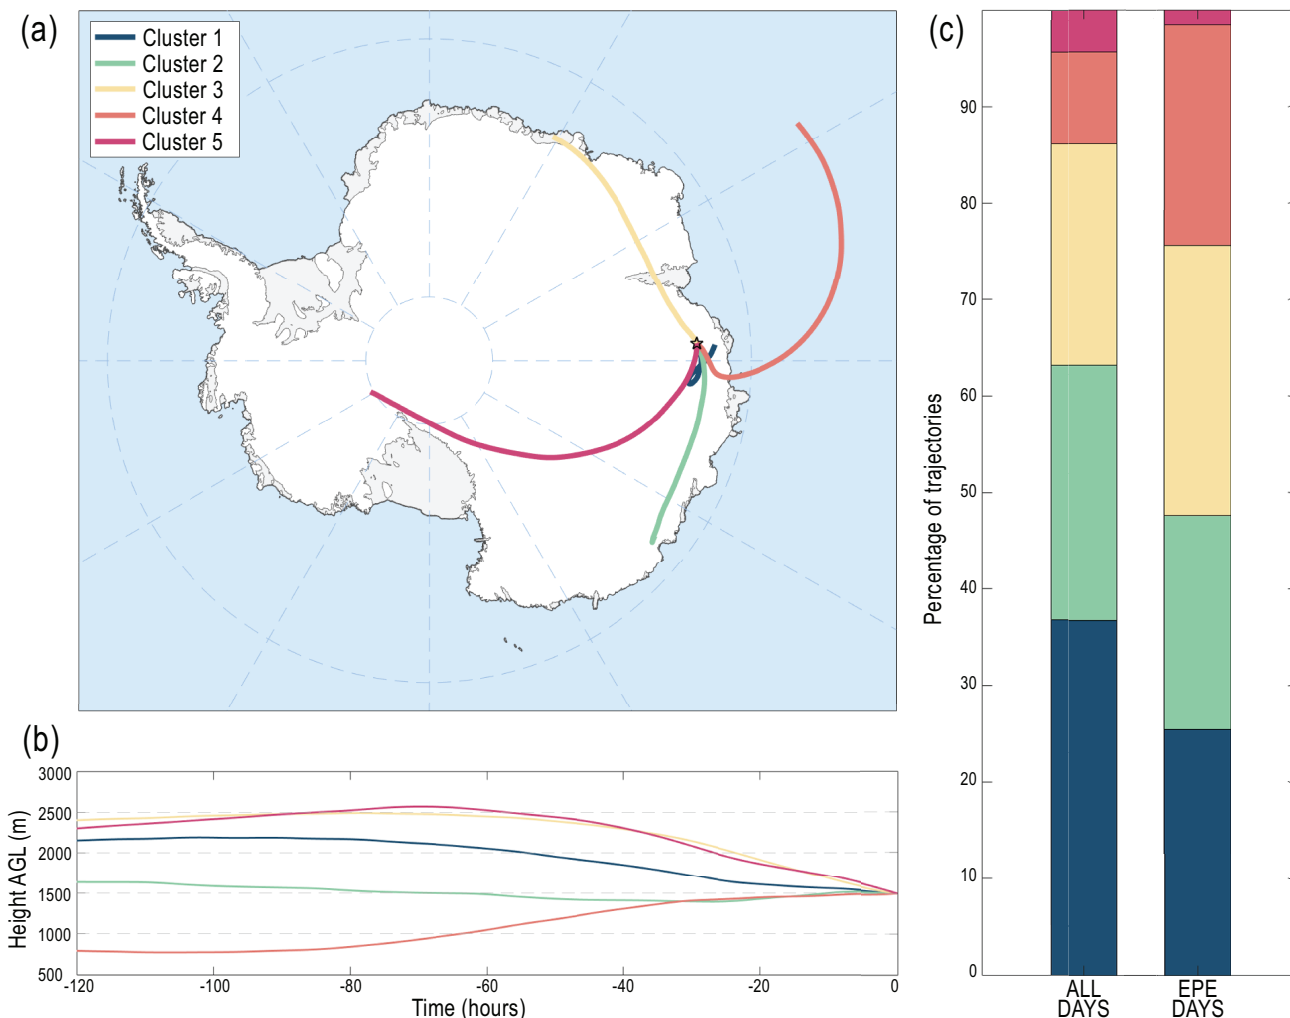 (a)
Cluster 1
Cluster 2
Cluster 3
Cluster 4
Cluster 5
(b)
3000
2500
2000
1500
1000
500
Height AGL (m)
-120
-100
-80
-60
-40
-20
0
Time (hours)
(c)
90
80
70
60
50
40
30
20
10
0
Percentage of trajectories
ALL
DAYS
EPE
DAYS